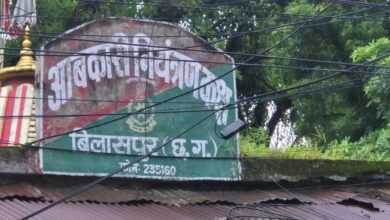 आबकारी नियंत्रण कक्ष
बिलासपुर (छ.ग.)
फोनः 235160